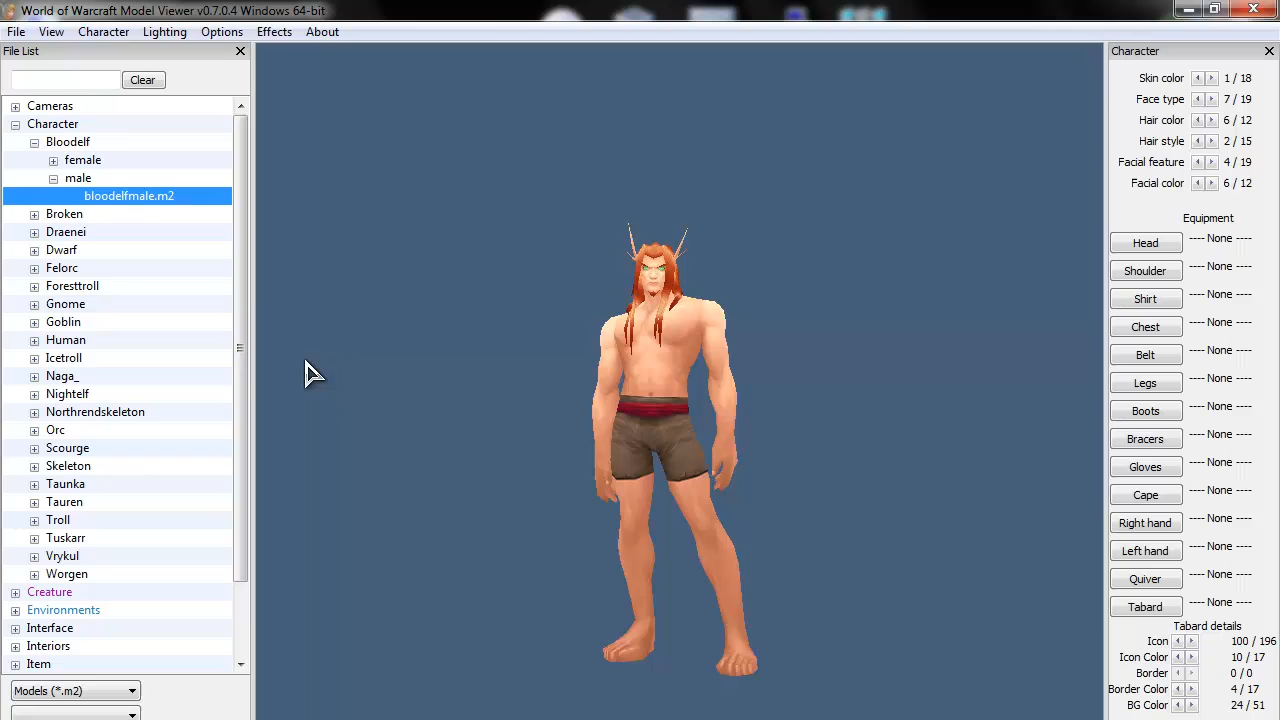 World of Warcraft Model Viewer v0.7.0.4 Windows 64-bit
File View Character Lighting Options Effects About
File List
Clear
Cameras
Character
Bloodelf
female
male
bloodelfmale.m2
Broken
Draenei
Dwarf
Felorc
Foresttroll
Gnome
Goblin
Human
Icetroll
Naga_
Nightelf
Northrendskeleton
Orc
Scourge
Skeleton
Taunka
Tauren
Troll
Tuskarr
Vrykul
Worgen
Creature
Environments
Interface
Interiors
Item
Models (*.m2)
Character
Skin color 1 / 18
Face type 7 / 19
Hair color 6 / 12
Hair style 2 / 15
Facial feature 4 / 19
Facial color 6 / 12
Equipment
Head ---- None ----
Shoulder ---- None ----
Shirt ---- None ----
Chest ---- None ----
Belt ---- None ----
Legs ---- None ----
Boots ---- None ----
Bracers ---- None ----
Gloves ---- None ----
Cape ---- None ----
Right hand ---- None ----
Left hand ---- None ----
Quiver ---- None ----
Tabard ---- None ----
Tabard details
Icon 100 / 196
Icon Color 10 / 17
Border 0 / 0
Border Color 4 / 17
BG Color 24 / 51